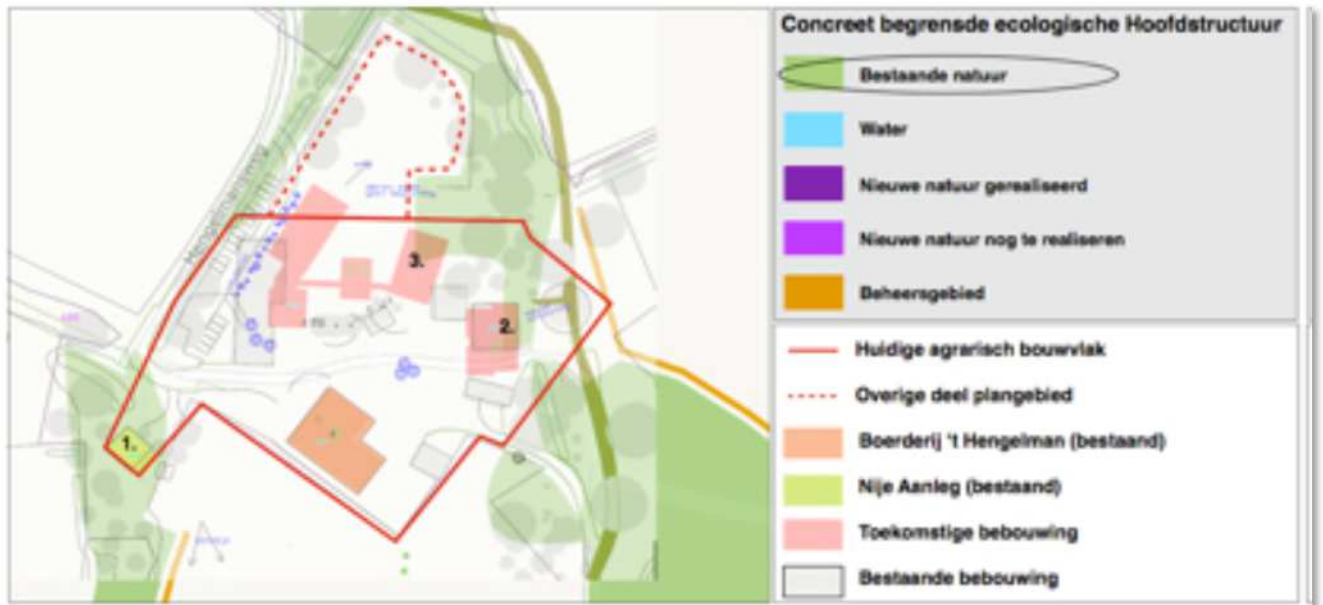 Concreet begrensde ecologische Hoofdstructuur
Bestaande natuur
Water
Nieuwe natuur gerealiseerd
Nieuwe natuur nog te realiseren
Beheersgebied
Huidige agrarisch bouwvlak
Overige deel plangebied
Boerderij 't Hengelman (bestaand)
Nije Aanleg (bestaand)
Toekomstige bebouwing
Bestaande bebouwing
3.
2.
1.